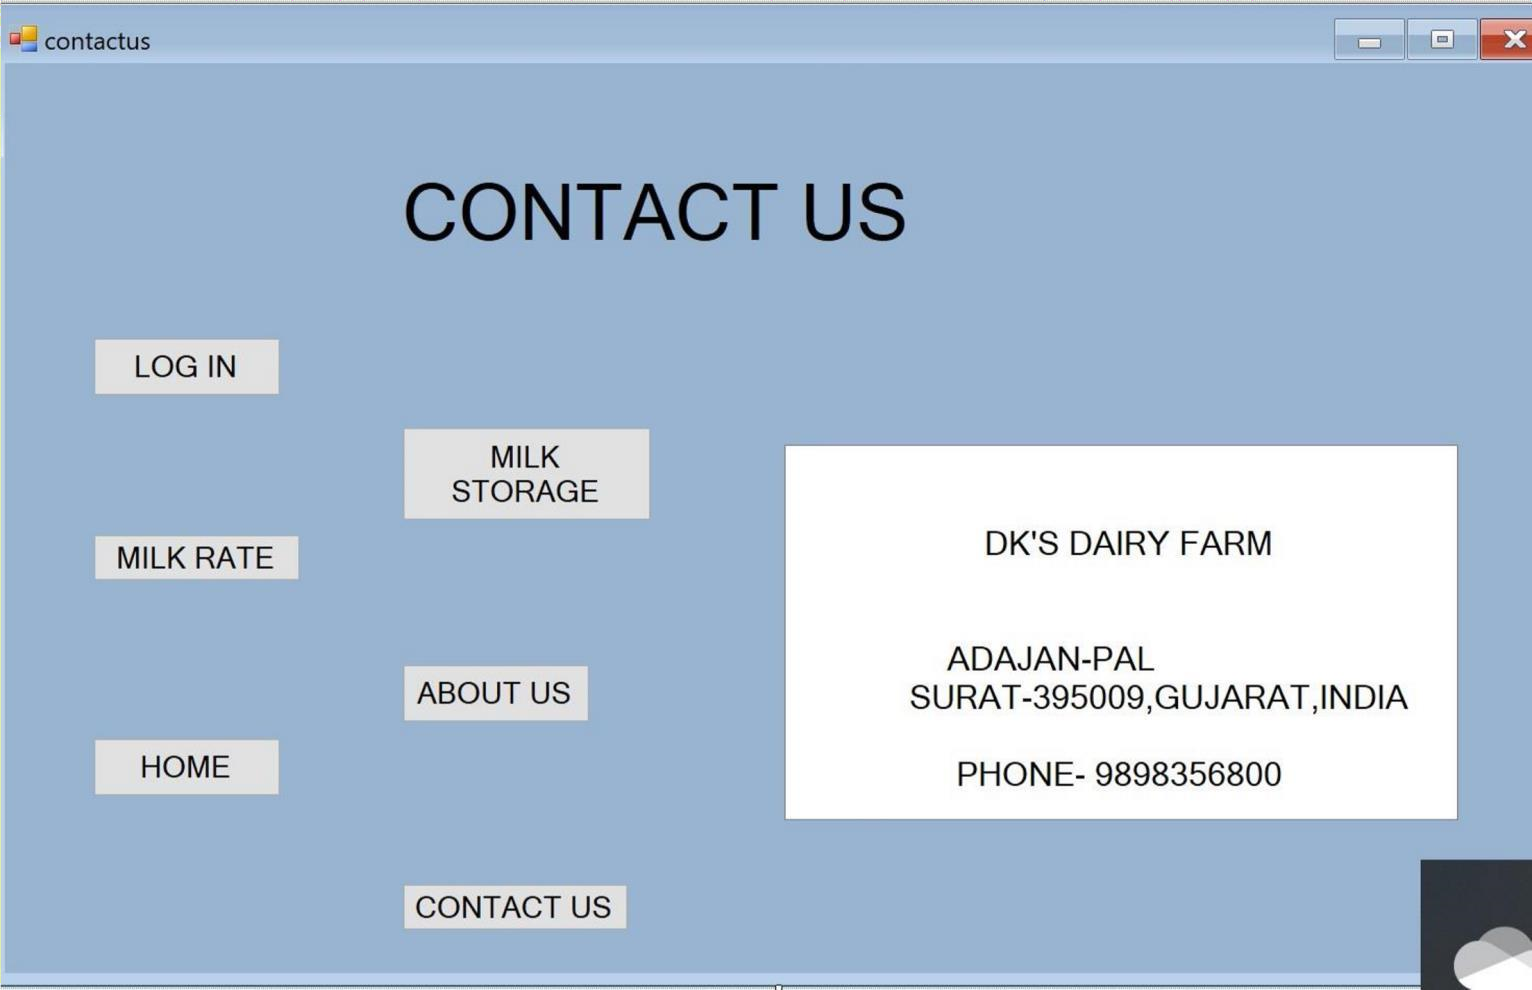 contactus
CONTACT US
LOG IN
MILK
STORAGE
MILK RATE
ABOUT US
HOME
CONTACT US
DK'S DAIRY FARM
ADAJAN-PAL
SURAT-395009,GUJARAT,INDIA
PHONE- 9898356800